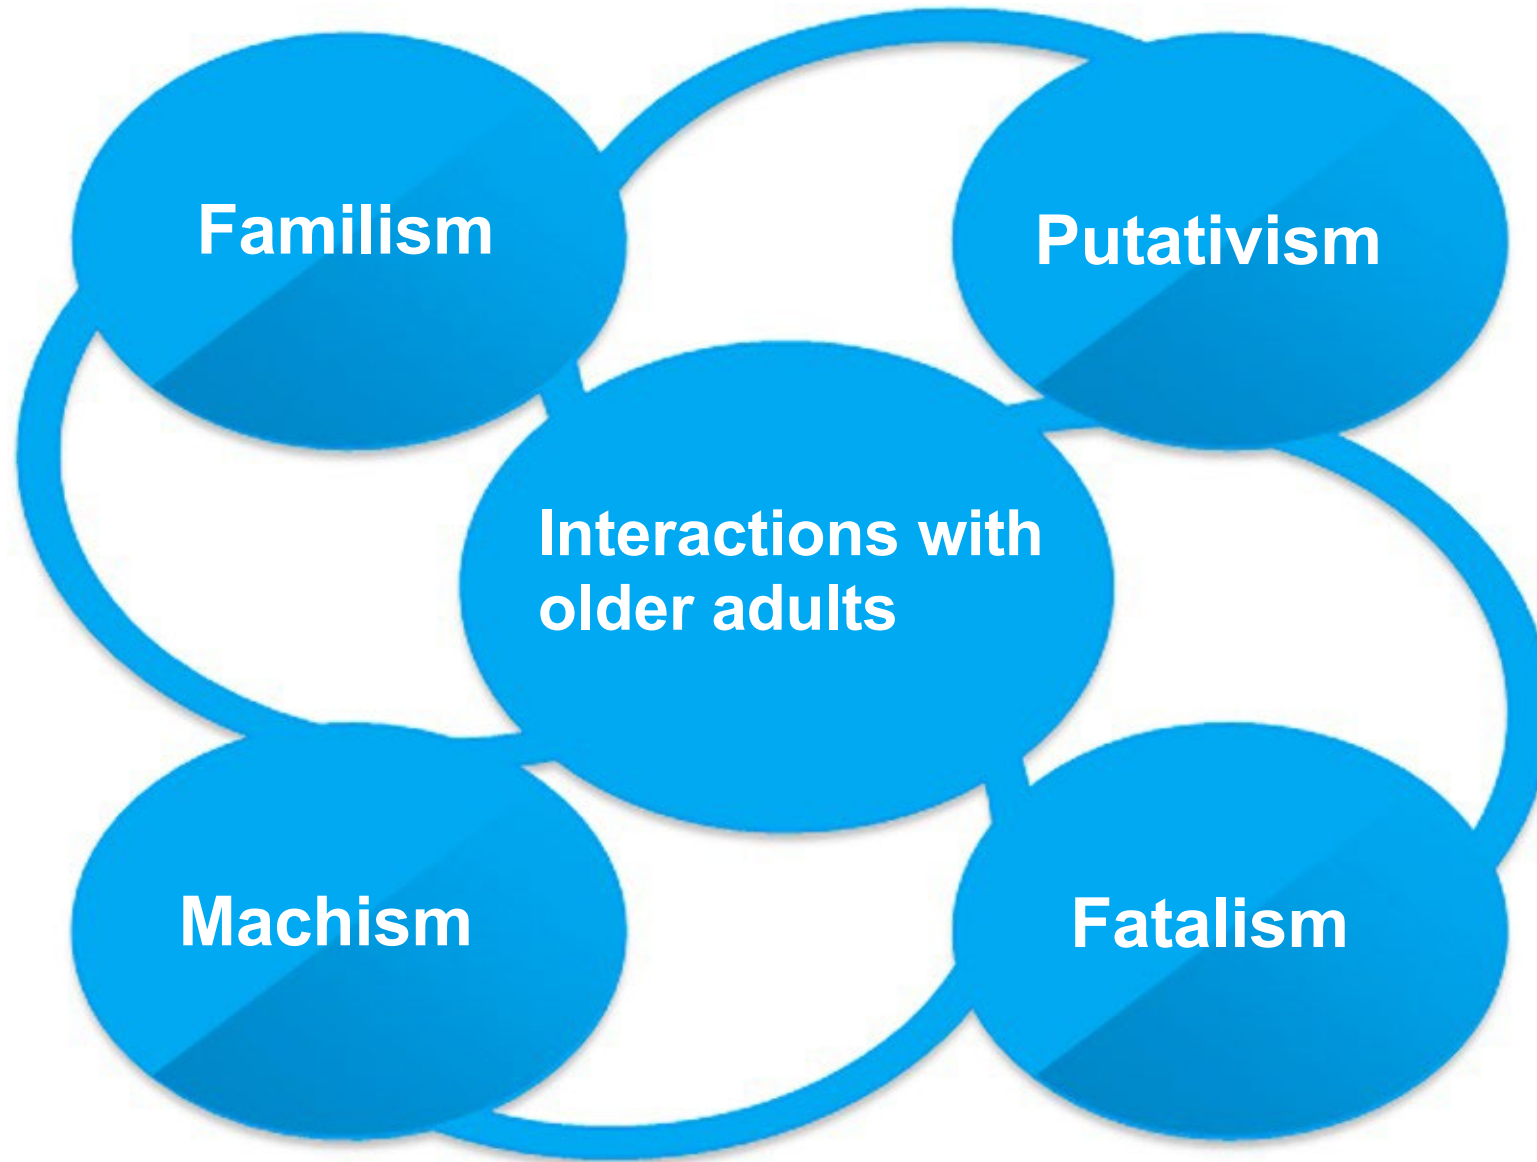 Familism
Putativism
Interactions with
older adults
Machism
Fatalism